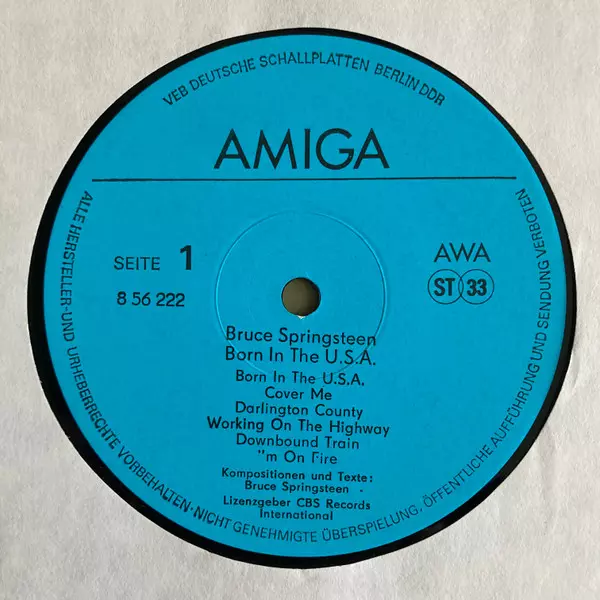 VEB DEUTSCHE SCHALLPLATTEN BERLIN DDR
AMIGA
SEITE 1
8 56 222
AWA
ST 33
Bruce Springsteen
Born In The U.S.A.
Born In The U.S.A.
Cover Me
Darlington County
Working On The Highway
Downbound Train
"m On Fire
Kompositionen und Texte:
Bruce Springsteen .
Lizenzgeber CBS Records
International
ALLE HERSTELLER-UND URHEBERRECHTE VORBEHALTEN·NICHT GENEHMIGTE ÜBERSPIELUNG, ÖFFENTLICHE AUFFÜHRUNG UND SENDUNG VERBOTEN